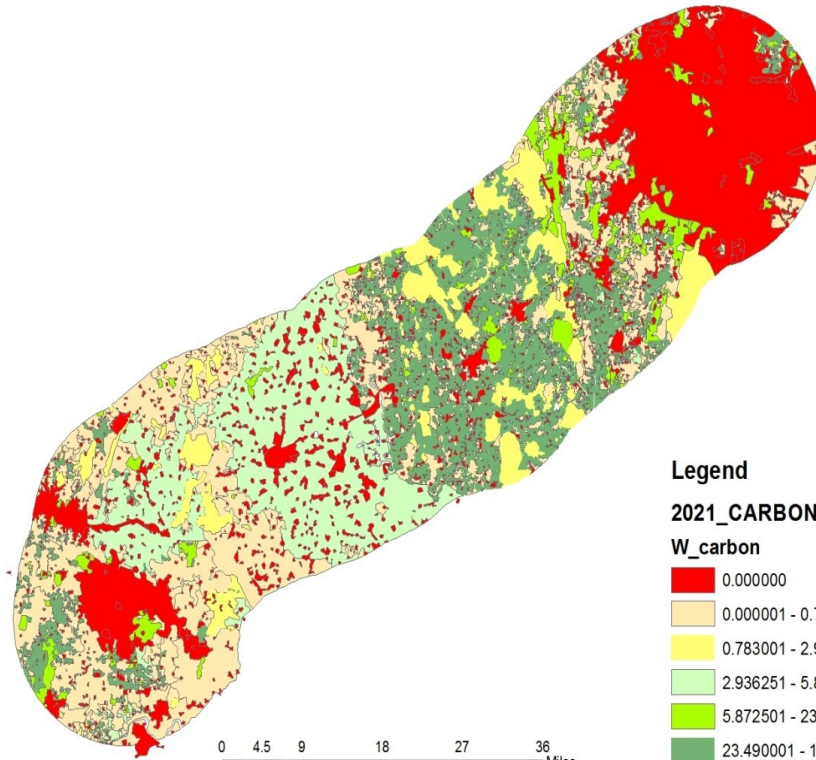 Legend
2021_CARBON
W_carbon
0.000000
0.000001 - 0.7
0.783001 - 2.9
2.936251 - 5.8
5.872501 - 23
23.490001 - 1
0 4.5 9 18 27 36
Miles